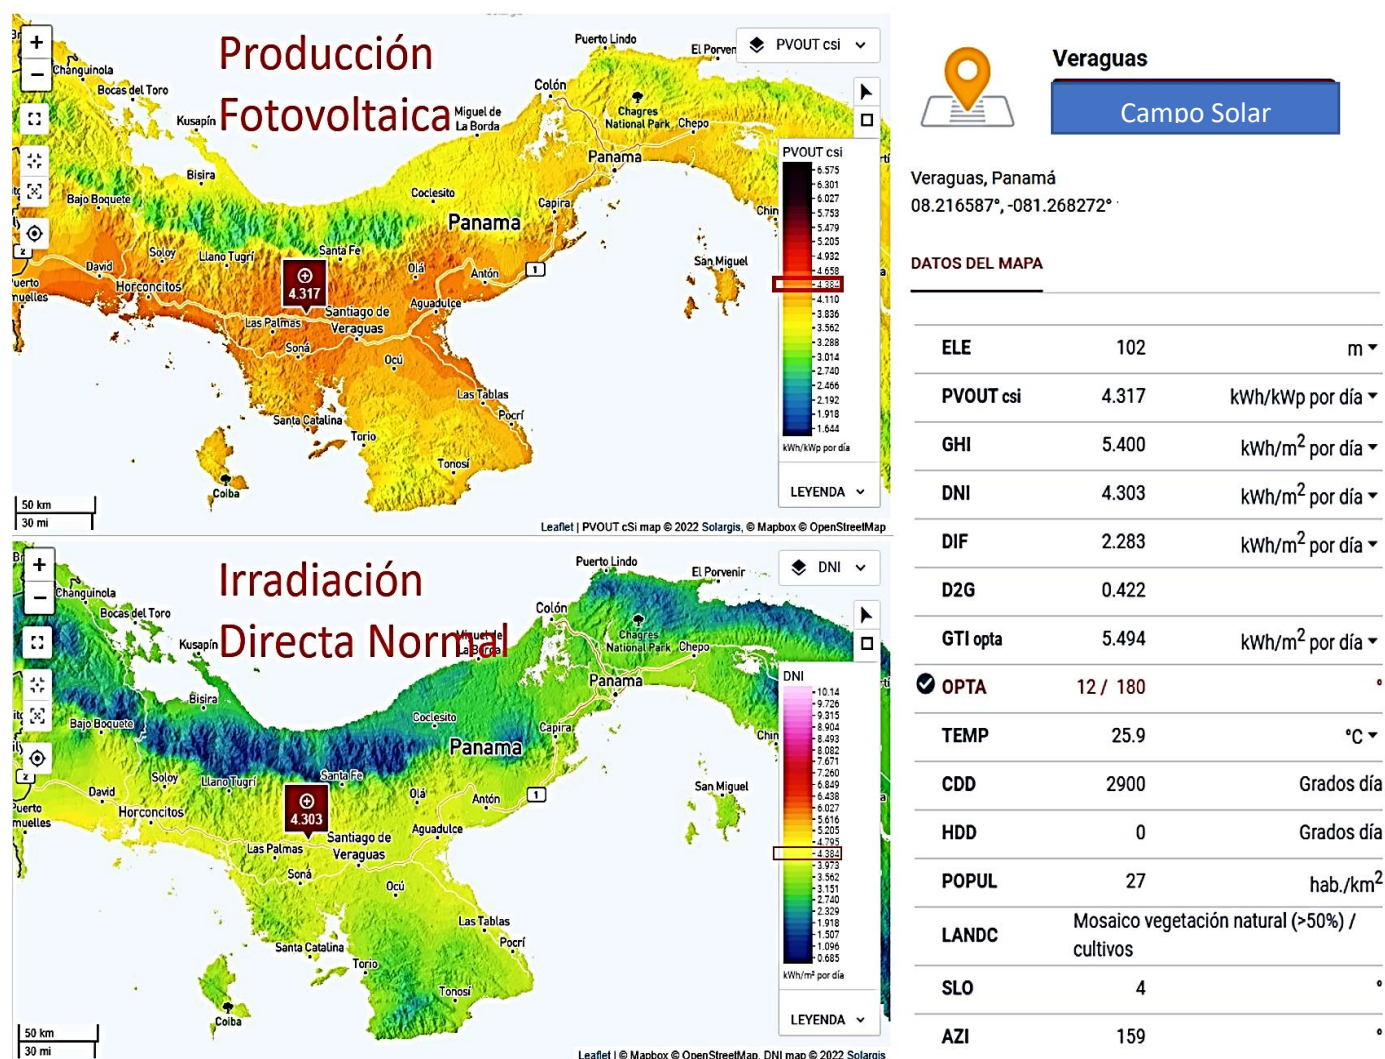 Producción
Fotovoltaica
PVOUT csi
Changuinola
Bocas del Toro
Kusapín
Bisira
Bajo Boquete
Miguel de
La Borda
Puerto Lindo
El Porven
Colón
Chagres
National Park
Chepo
Panama
Coclesito
Capira
Panama
Soloy
Llano Tugrí
Santa Fe
David
Horconcitos
Olá
Antón
1
2
San Miguel
4.317
Las Palmas
Santiago de
Veraguas
Aguadulce
Soná
Ocú
Las Tablas
Pocrí
Santa Catalina
Torio
Tonosí
Coiba
PVOUT csi
6.575
6.301
6.027
5.753
5.479
5.205
4.932
4.658
4.384
4.110
3.836
3.562
3.288
3.014
2.740
2.466
2.192
1.918
1.644
kWh/kWp por día
LEYENDA
50 km
30 mi
Leaflet | PVOUT cSi map © 2022 Solargis, © Mapbox © OpenStreetMap
Irradiación
Directa Normal
DNI
Changuinola
Bocas del Toro
Kusapín
Bisira
Bajo Boquete
Miguel de
La Borda
Puerto Lindo
El Porvenir
Colón
Chagres
National Park
Chepo
Panama
Coclesito
Capira
Panama
Soloy
Llano Tugrí
Santa Fe
David
Horconcitos
Olá
Antón
1
2
San Miguel
4.303
Las Palmas
Santiago de
Veraguas
Aguadulce
Soná
Ocú
Las Tablas
Pocrí
Santa Catalina
Torio
Tonosí
Coiba
DNI
10.14
9.726
9.315
8.904
8.493
8.082
7.671
7.260
6.849
6.438
6.027
5.616
5.205
4.795
4.384
3.973
3.562
3.151
2.740
2.329
1.918
1.507
1.096
0.685
kWh/m² por día
LEYENDA
50 km
30 mi
Leaflet | © Mapbox © OpenStreetMap, DNI map © 2022 Solargis
Veraguas
Campo Solar
Veraguas, Panamá
08.216587°, -081.268272°
DATOS DEL MAPA
ELE 102 m
PVOUT csi 4.317 kWh/kWp por día
GHI 5.400 kWh/m² por día
DNI 4.303 kWh/m² por día
DIF 2.283 kWh/m² por día
D2G 0.422
GTI opta 5.494 kWh/m² por día
OPTA 12 / 180 °
TEMP 25.9 °C
CDD 2900 Grados día
HDD 0 Grados día
POPUL 27 hab./km²
LANDC Mosaico vegetación natural (>50%) /
cultivos
SLO 4 °
AZI 159 °